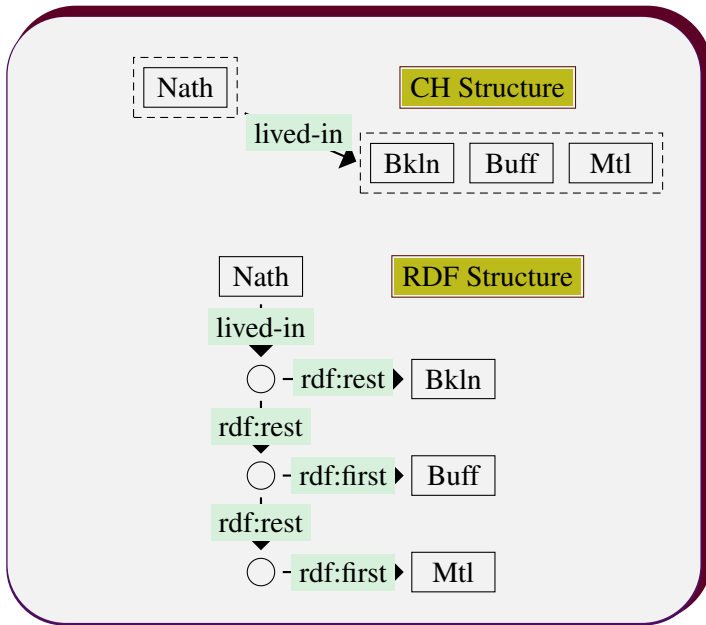 Nath
CH Structure
lived-in
Bkln
Buff
Mtl
Nath
RDF Structure
lived-in
rdf:rest
Bkln
rdf:rest
rdf:first
Buff
rdf:rest
rdf:first
Mtl